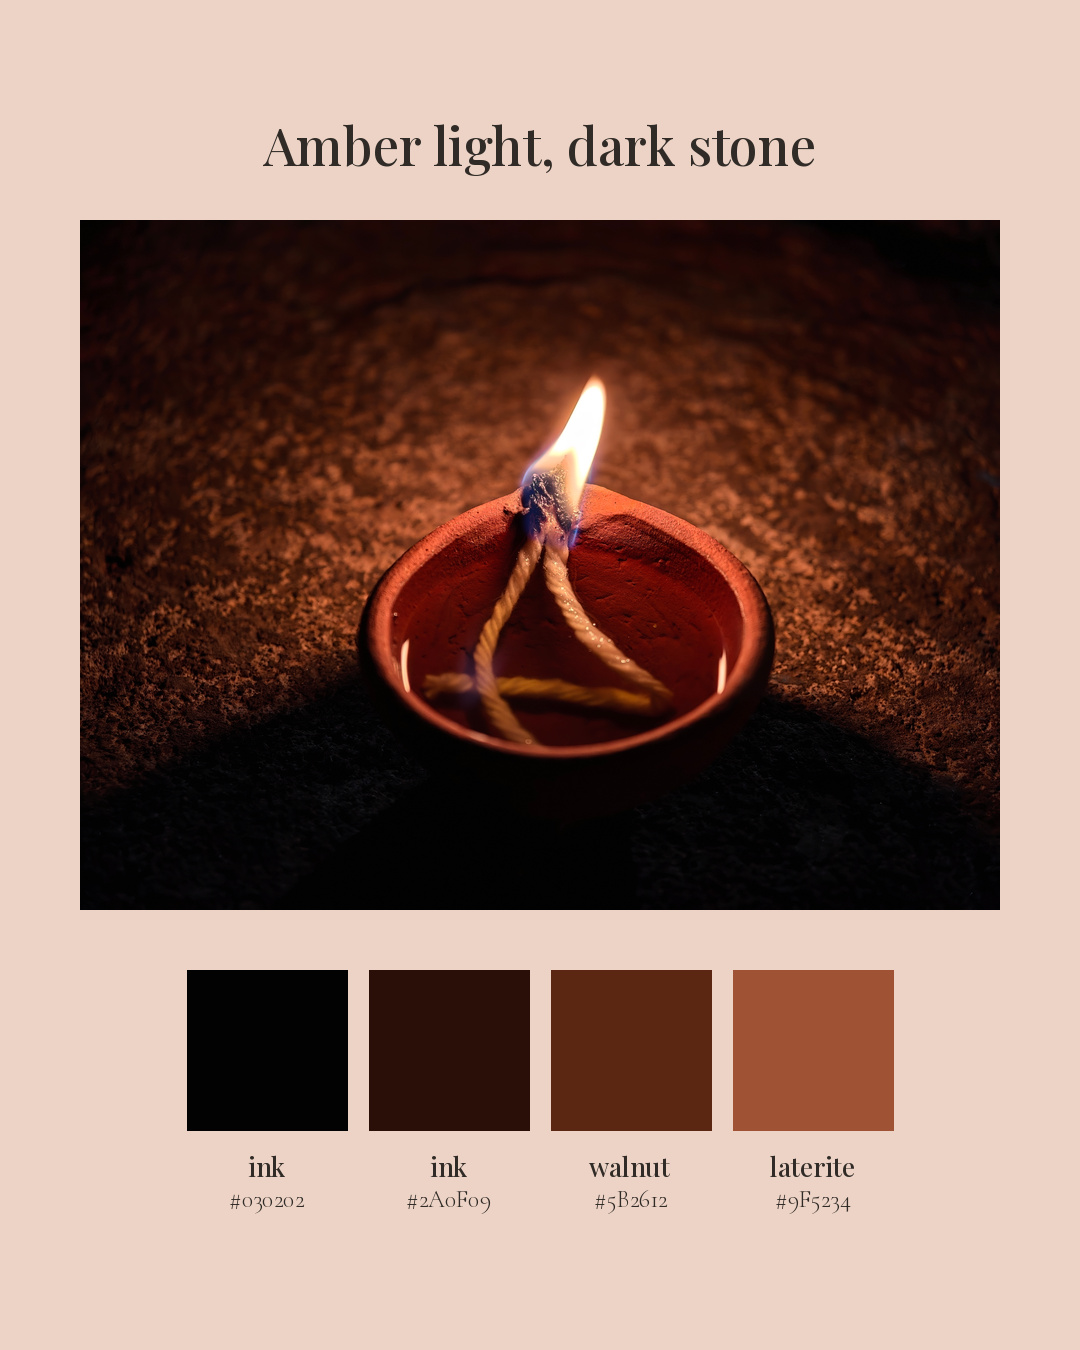 Amber light, dark stone
ink
ink
walnut
laterite
#030202
#2A0F09
#5B2612
#9F5234